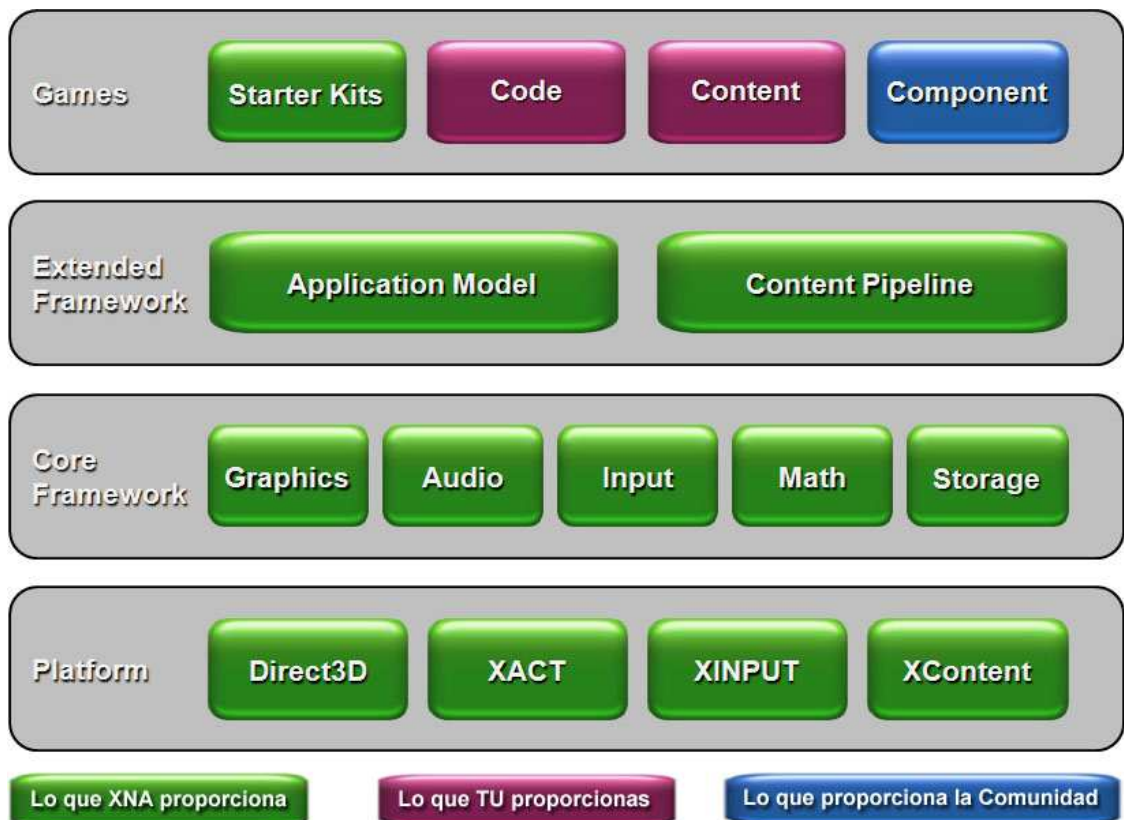 Games
Starter Kits
Code
Content
Component
Extended
Framework
Application Model
Content Pipeline
Core
Framework
Graphics
Audio
Input
Math
Storage
Platform
Direct3D
XACT
XINPUT
XContent
Lo que XNA proporciona
Lo que TU proporcionas
Lo que proporciona la Comunidad